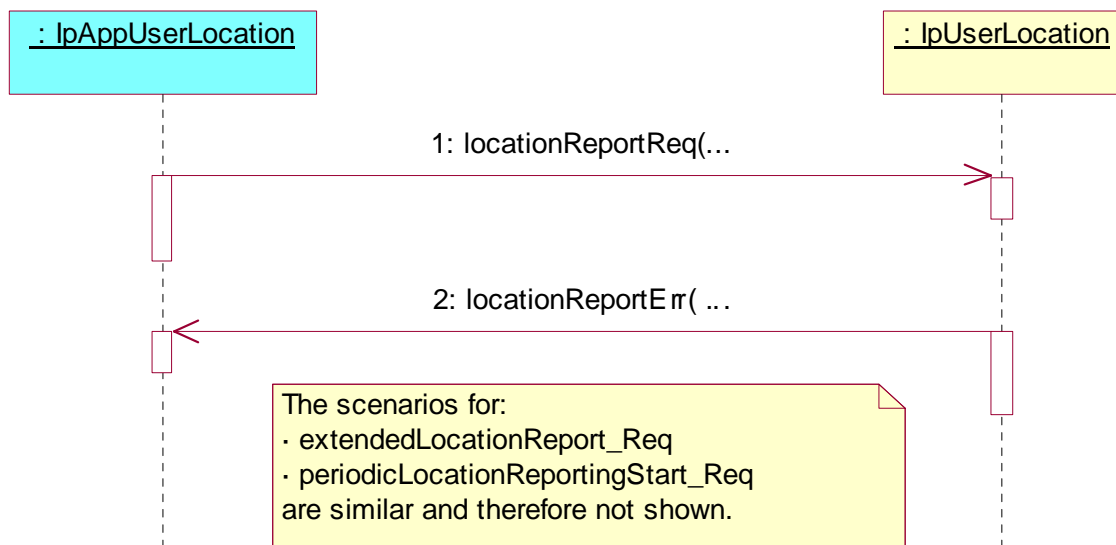 : IpAppUserLocation
: IpUserLocation
1: locationReportReq(...
2: locationReportErr( ...
The scenarios for:
· extendedLocationReport_Req
· periodicLocationReportingStart_Req
are similar and therefore not shown.